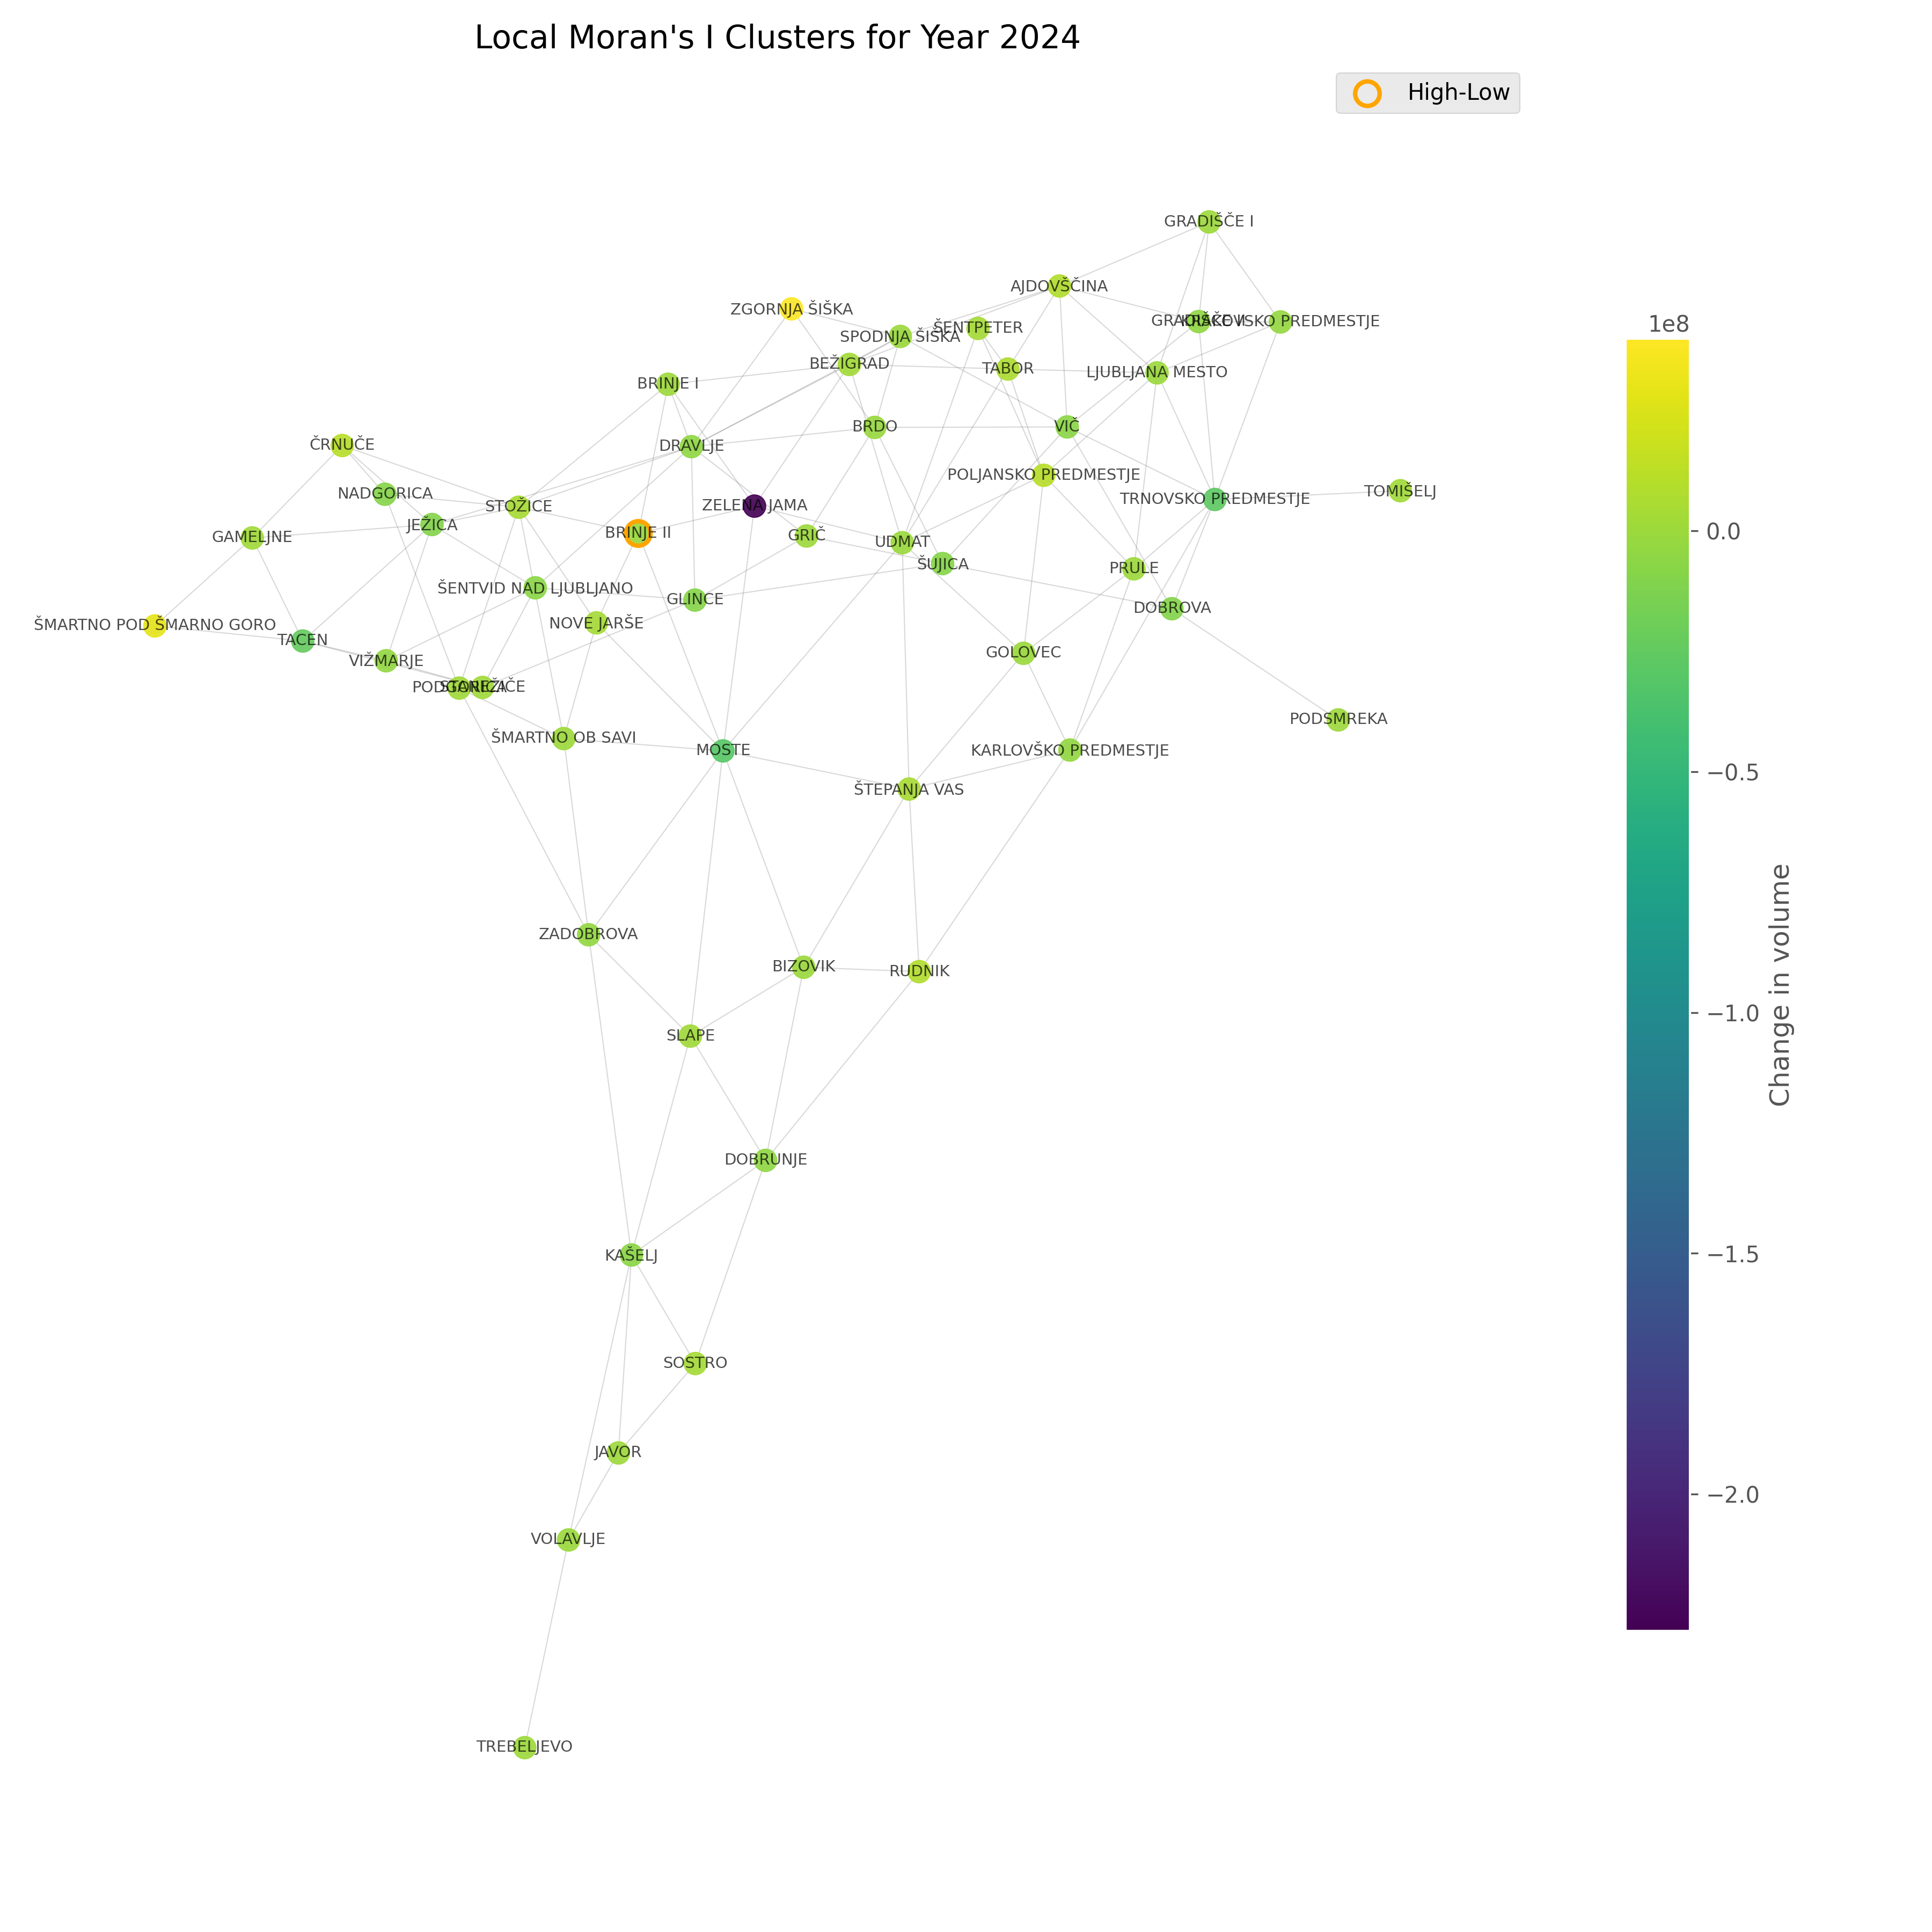 Local Moran's I Clusters for Year 2024
High-Low
GRADIŠČE I
AJDOVŠČINA
ZGORNJA ŠIŠKA
GRADIŠČE II
KRAKOVSKO PREDMESTJE
ŠENTPETER
SPODNJA ŠIŠKA
BEŽIGRAD
TABOR
LJUBLJANA MESTO
BRINJE I
BRDO
VIČ
ČRNUČE
DRAVLJE
POLJANSKO PREDMESTJE
NADGORICA
TOMIŠELJ
TRNOVSKO PREDMESTJE
STOŽICE
ZELENA JAMA
JEŽICA
BRINJE II
GAMELJNE
GRIČ
UDMAT
ŠUJICA
PRULE
ŠENTVID NAD LJUBLJANO
GLINCE
DOBROVA
NOVE JARŠE
ŠMARTNO POD ŠMARNO GORO
TACEN
GOLOVEC
VIŽMARJE
PODGORICA
STANEŽIČE
PODSMREKA
ŠMARTNO OB SAVI
MOSTE
KARLOVŠKO PREDMESTJE
ŠTEPANJA VAS
ZADOBROVA
BIZOVIK
RUDNIK
SLAPE
DOBRUNJE
KAŠELJ
SOSTRO
JAVOR
VOLAVLJE
TREBELJEVO
1e8
0.0
−0.5
−1.0
−1.5
−2.0
Change in volume